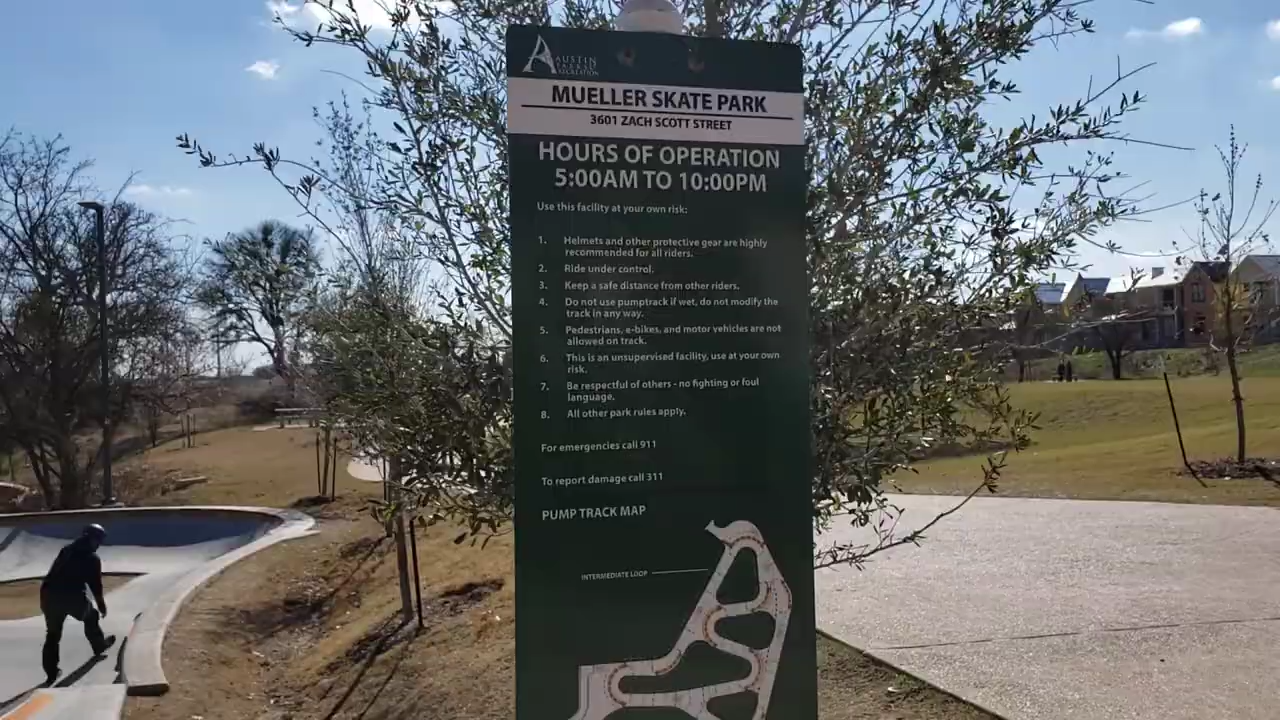 AUSTIN
PARKS
RECREATION
MUELLER SKATE PARK
3601 ZACH SCOTT STREET
HOURS OF OPERATION
5:00AM TO 10:00PM
Use this facility at your own risk:
1. Helmets and other protective gear are highly
recommended for all riders.
2. Ride under control.
3. Keep a safe distance from other riders.
4. Do not use pumptrack if wet, do not modify the
track in any way.
5. Pedestrians, e-bikes, and motor vehicles are not
allowed on track.
6. This is an unsupervised facility, use at your own
risk.
7. Be respectful of others - no fighting or foul
language.
8. All other park rules apply.
For emergencies call 911
To report damage call 311
PUMP TRACK MAP
INTERMEDIATE LOOP